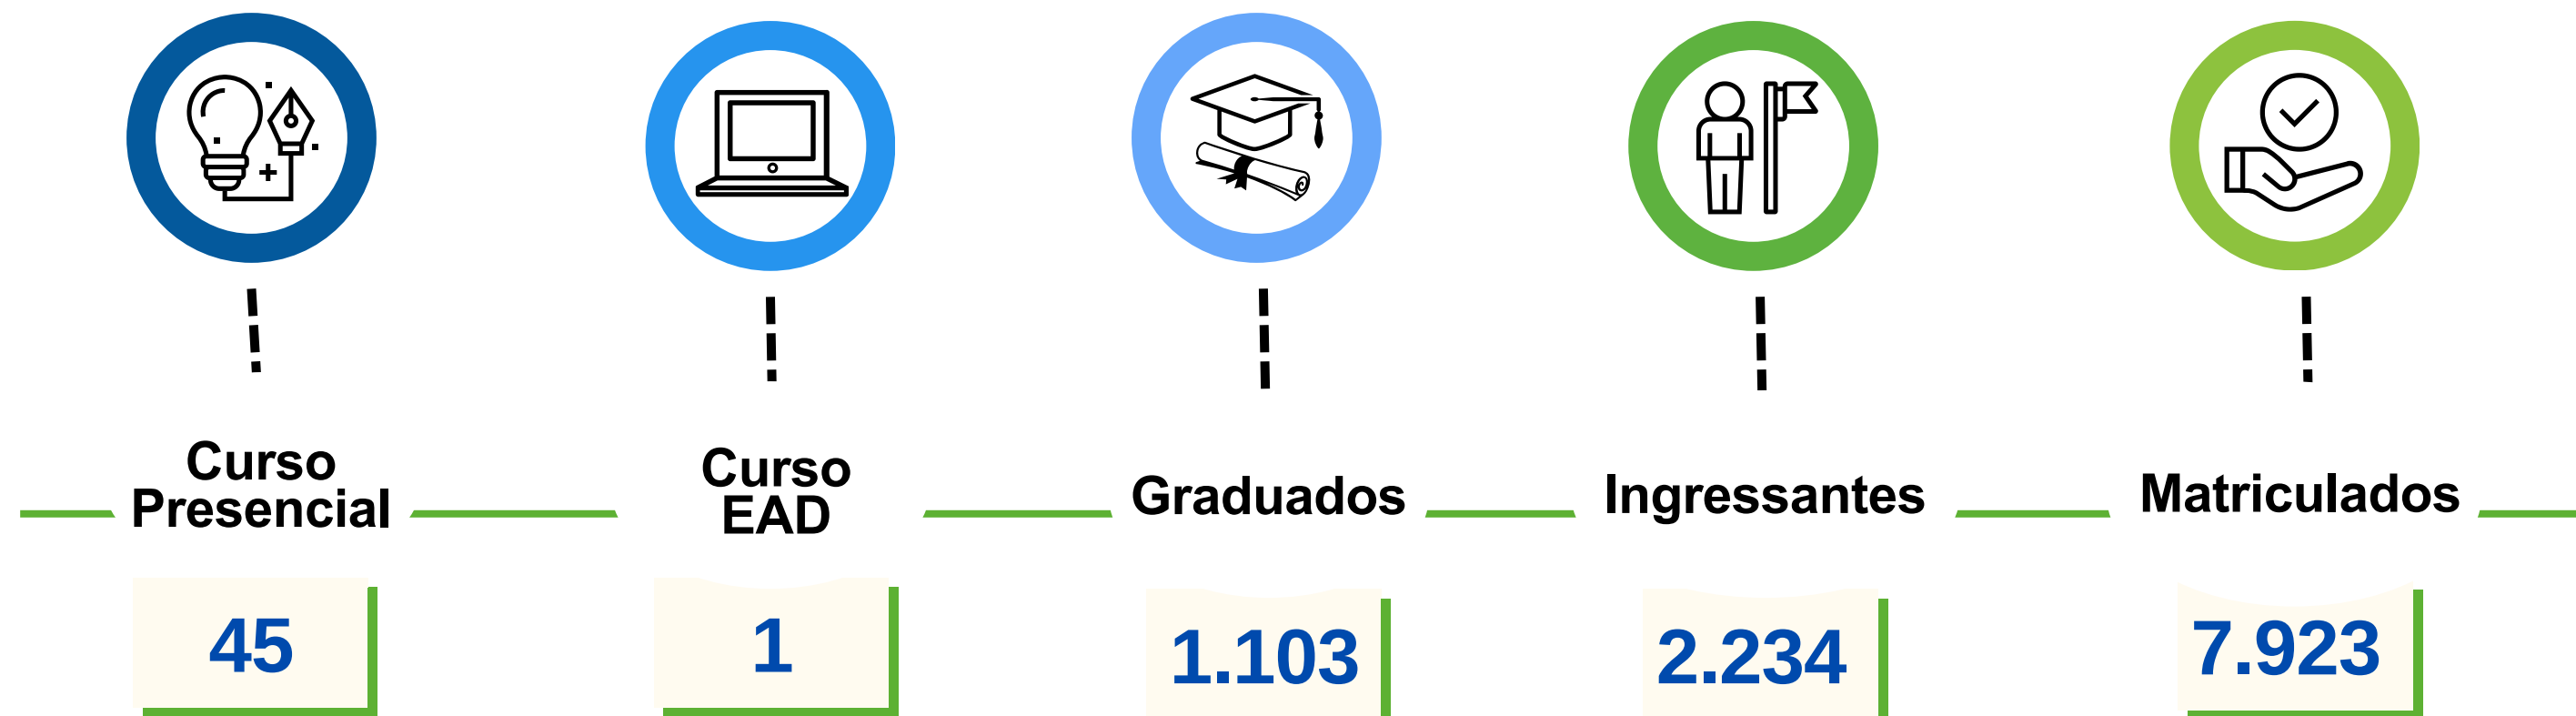 Curso
Presencial
45
Curso
EAD
1
Graduados
1.103
Ingressantes
2.234
Matriculados
7.923